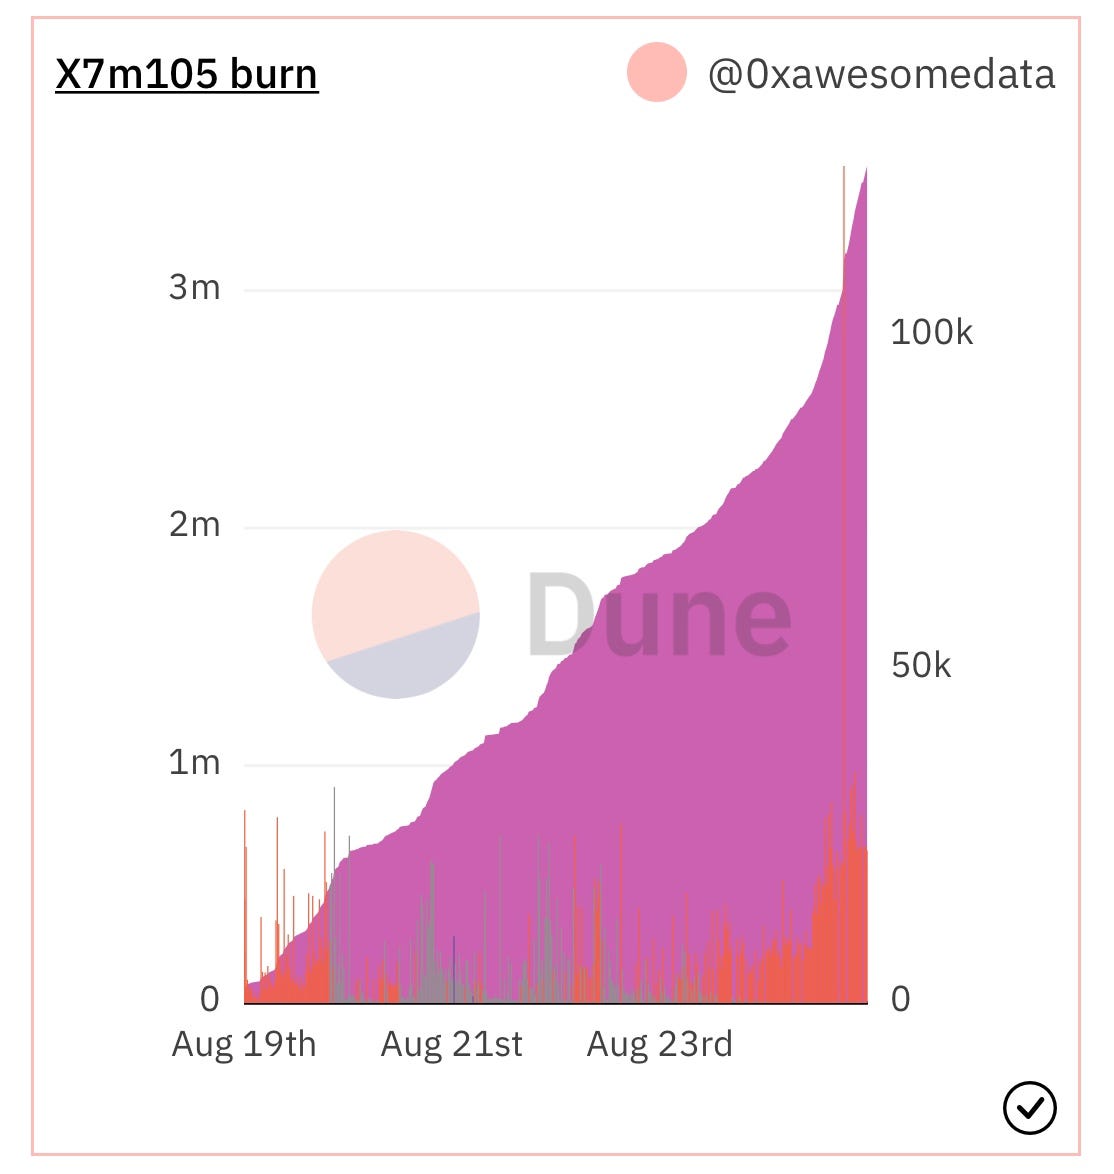 X7m105 burn
@0xawesomedata
3m
100k
2m
Dune
50k
1m
0
0
Aug 19th
Aug 21st
Aug 23rd